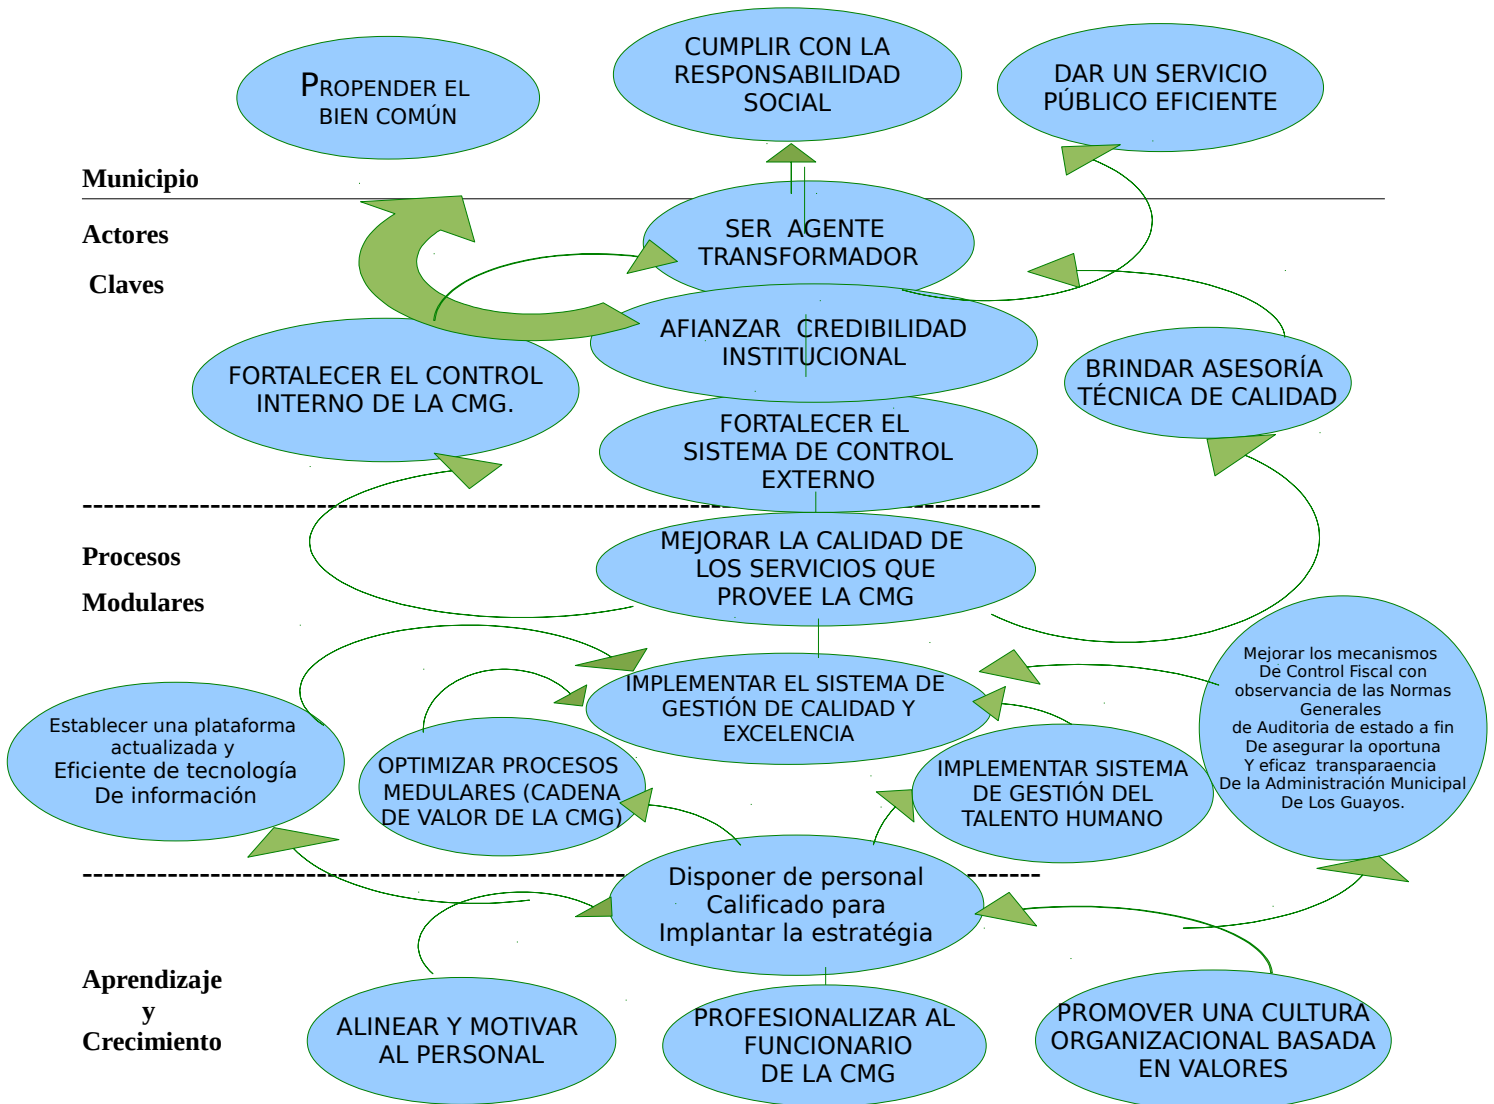 PROPENDER EL
BIEN COMÚN
CUMPLIR CON LA
RESPONSABILIDAD
SOCIAL
DAR UN SERVICIO
PÚBLICO EFICIENTE
Municipio
Actores
Claves
SER AGENTE
TRANSFORMADOR
AFIANZAR CREDIBILIDAD
INSTITUCIONAL
FORTALECER EL CONTROL
INTERNO DE LA CMG.
BRINDAR ASESORÍA
TÉCNICA DE CALIDAD
FORTALECER EL
SISTEMA DE CONTROL
EXTERNO
Procesos
Modulares
MEJORAR LA CALIDAD DE
LOS SERVICIOS QUE
PROVEE LA CMG
IMPLEMENTAR EL SISTEMA DE
GESTIÓN DE CALIDAD Y
EXCELENCIA
Mejorar los mecanismos
De Control Fiscal con
observancia de las Normas
Generales
de Auditoria de estado a fin
De asegurar la oportuna
Y eficaz transparaencia
De la Administración Municipal
De Los Guayos.
Establecer una plataforma
actualizada y
Eficiente de tecnología
De información
OPTIMIZAR PROCESOS
MEDULARES (CADENA
DE VALOR DE LA CMG)
IMPLEMENTAR SISTEMA
DE GESTIÓN DEL
TALENTO HUMANO
Disponer de personal
Calificado para
Implantar la estratégia
Aprendizaje
y
Crecimiento
ALINEAR Y MOTIVAR
AL PERSONAL
PROFESIONALIZAR AL
FUNCIONARIO
DE LA CMG
PROMOVER UNA CULTURA
ORGANIZACIONAL BASADA
EN VALORES